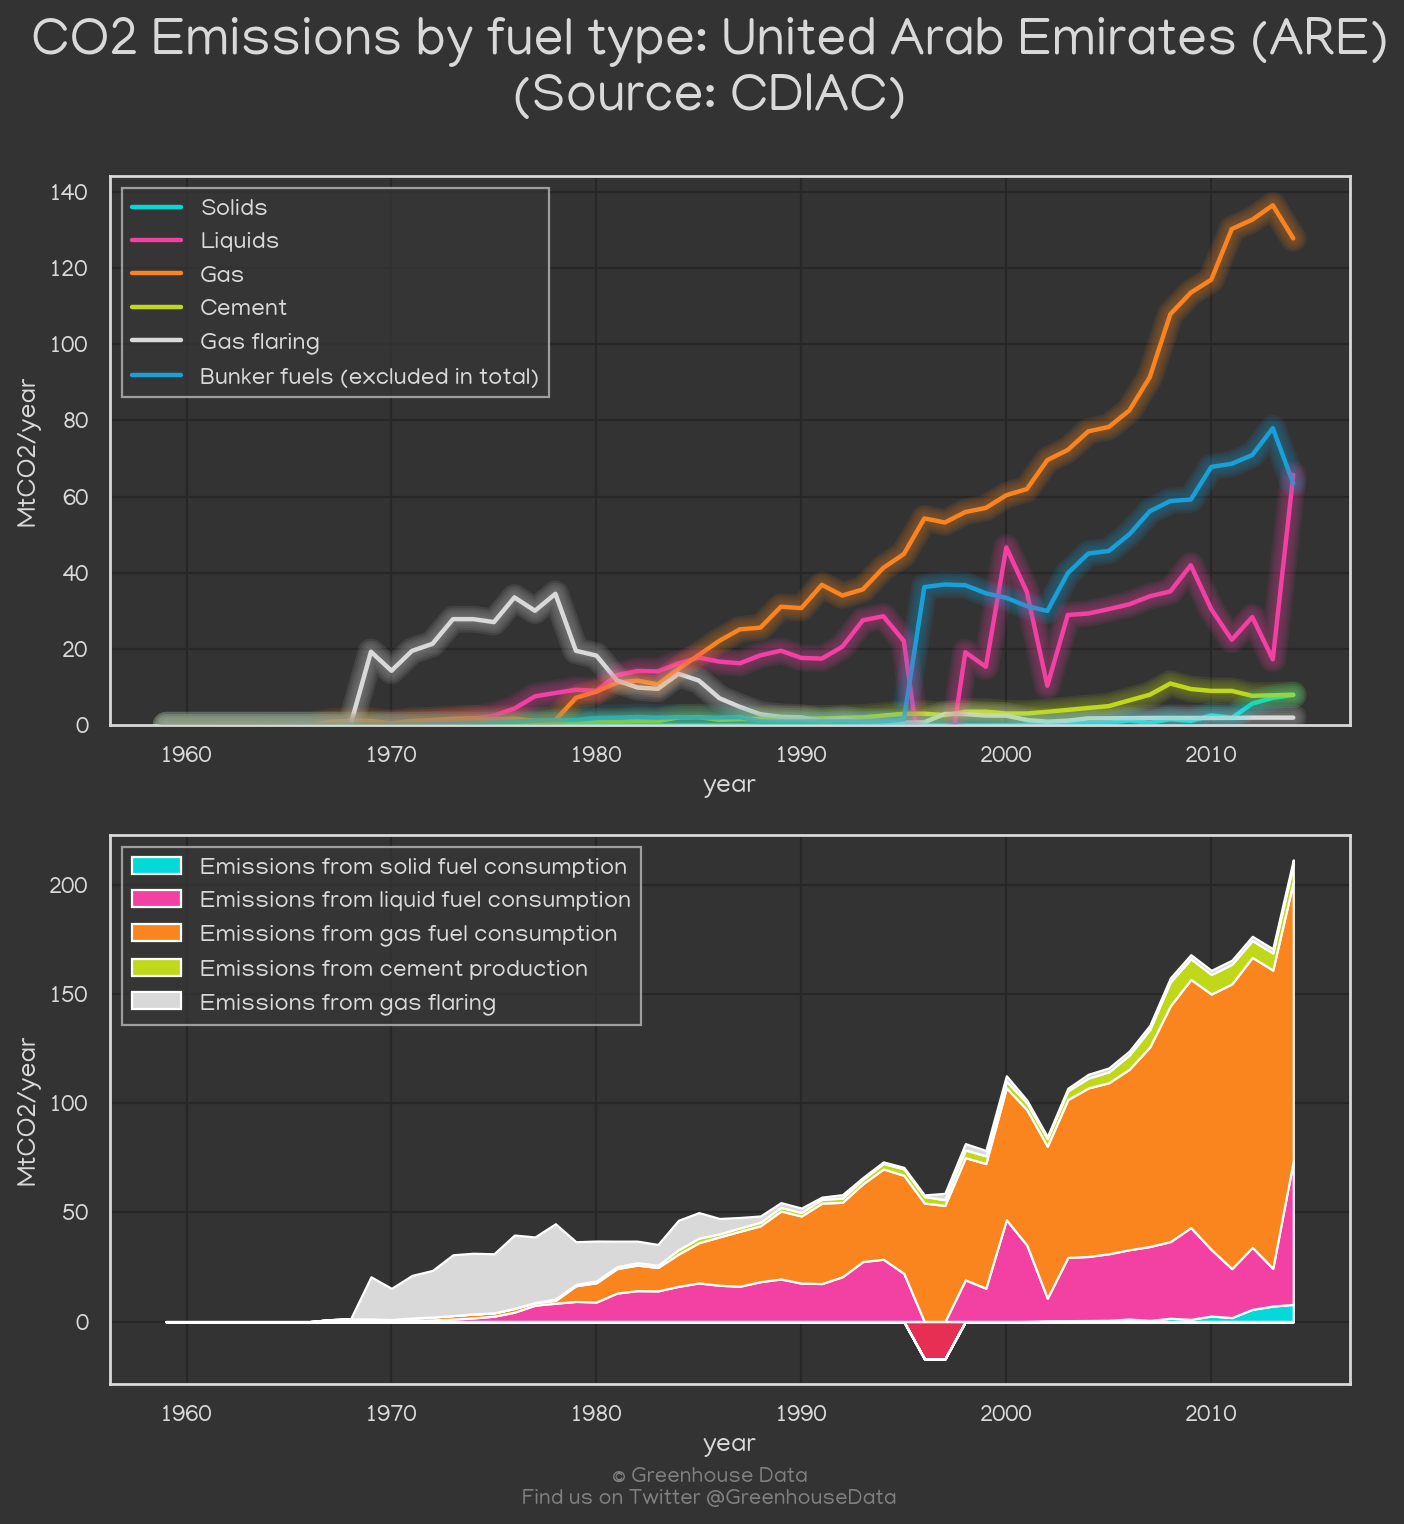 CO2 Emissions by fuel type: United Arab Emirates (ARE)
(Source: CDIAC)
140
120
100
80
60
40
20
0
MtCO2/year
Solids
Liquids
Gas
Cement
Gas flaring
Bunker fuels (excluded in total)
1960 1970 1980 1990 2000 2010
year
200
150
100
50
0
MtCO2/year
Emissions from solid fuel consumption
Emissions from liquid fuel consumption
Emissions from gas fuel consumption
Emissions from cement production
Emissions from gas flaring
1960 1970 1980 1990 2000 2010
year
© Greenhouse Data
Find us on Twitter @GreenhouseData